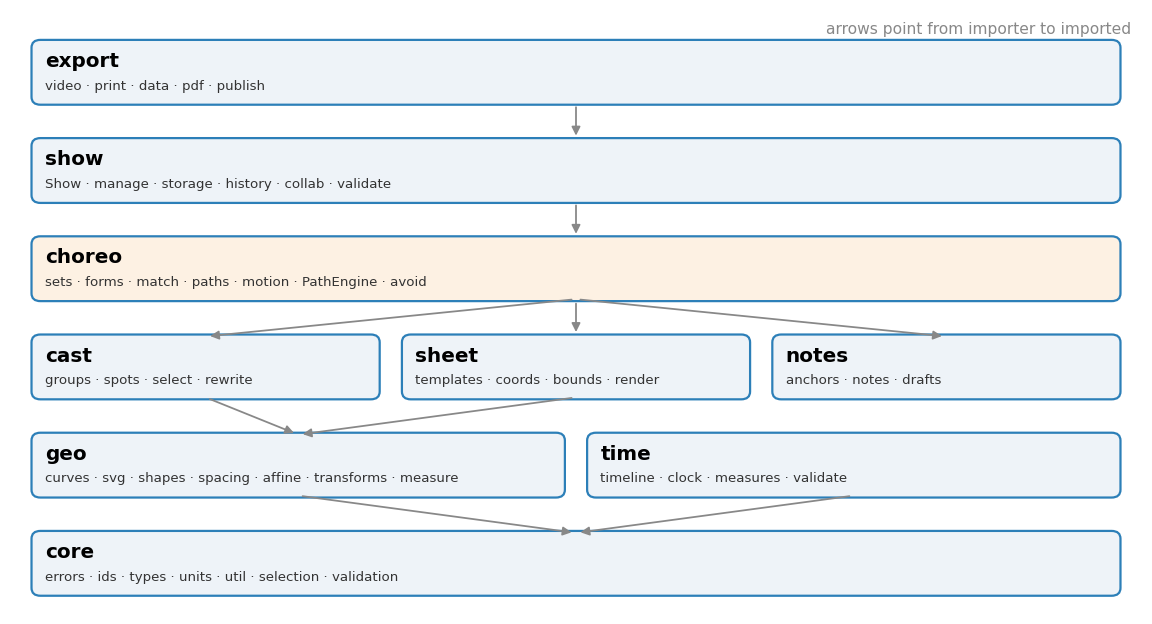 arrows point from importer to imported
export
video · print · data · pdf · publish
show
Show · manage · storage · history · collab · validate
choreo
sets · forms · match · paths · motion · PathEngine · avoid
cast
groups · spots · select · rewrite
sheet
templates · coords · bounds · render
notes
anchors · notes · drafts
geo
curves · svg · shapes · spacing · affine · transforms · measure
time
timeline · clock · measures · validate
core
errors · ids · types · units · util · selection · validation